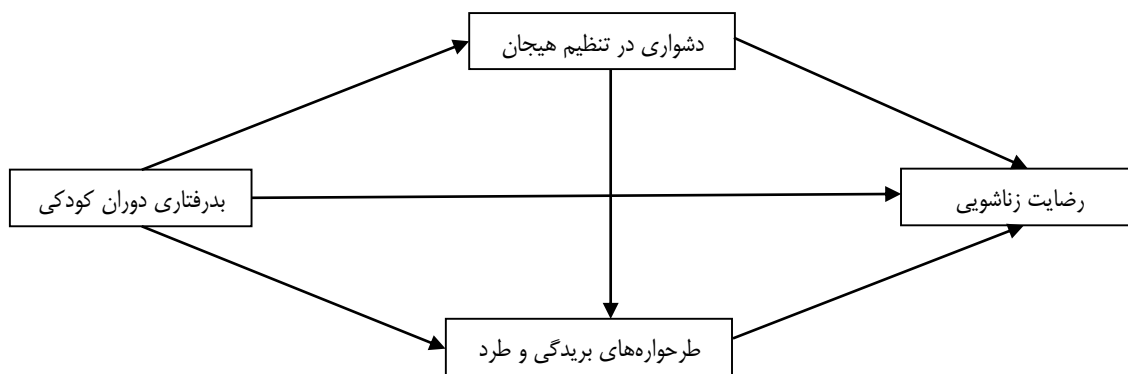 دشواری در تنظیم هیجان
بدرفتاری دوران کودکی
رضایت زناشویی
طرحواره‌های بریدگی و طرد